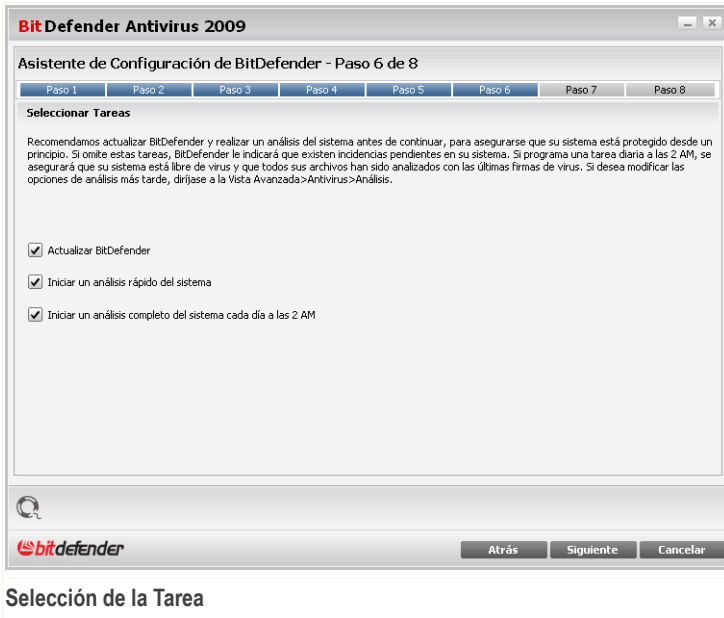 BitDefender Antivirus 2009
Asistente de Configuración de BitDefender - Paso 6 de 8
Paso 1 Paso 2 Paso 3 Paso 4 Paso 5 Paso 6 Paso 7 Paso 8
Seleccionar Tareas
Recomendamos actualizar BitDefender y realizar un análisis del sistema antes de continuar, para asegurarse que su sistema está protegido desde un
principio. Si omite estas tareas, BitDefender le indicará que existen incidencias pendientes en su sistema. Si programa una tarea diaria a las 2 AM, se
asegurará que su sistema está libre de virus y que todos sus archivos han sido analizados con las últimas firmas de virus. Si desea modificar las
opciones de análisis más tarde, diríjase a la Vista Avanzada>Antivirus>Análisis.
Actualizar BitDefender
Iniciar un análisis rápido del sistema
Iniciar un análisis completo del sistema cada día a las 2 AM
bitdefender
Atrás Siguiente Cancelar
Selección de la Tarea